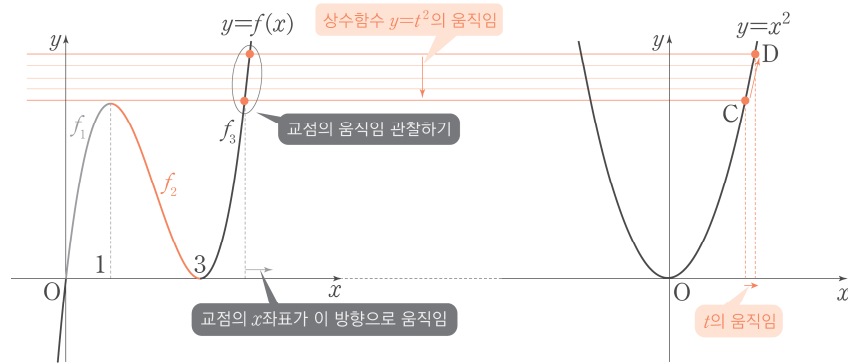 상수함수 y=t²의 움직임
y
y=f(x)
f₁
f₂
f₃
교점의 움직임 관찰하기
1
3
O
x
교점의 x좌표가 이 방향으로 움직임
y
y=x²
D
C
O
x
t의 움직임